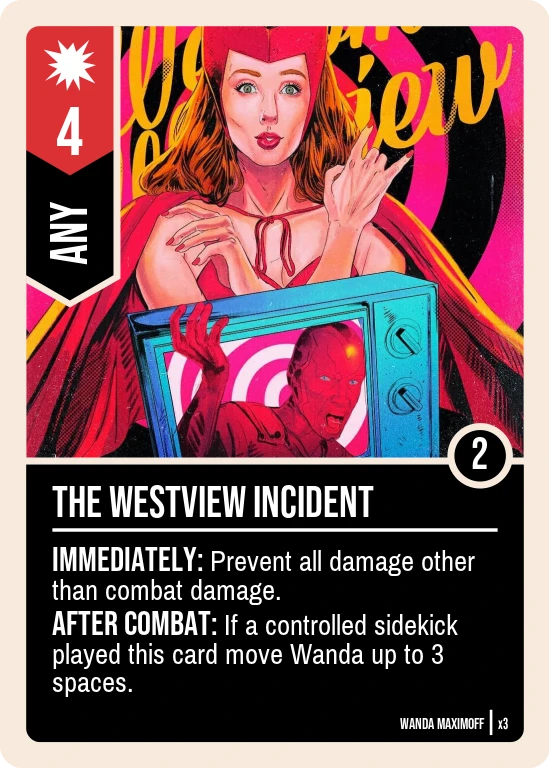 4
ANY
2
THE WESTVIEW INCIDENT
IMMEDIATELY: Prevent all damage other
than combat damage.
AFTER COMBAT: If a controlled sidekick
played this card move Wanda up to 3
spaces.
WANDA MAXIMOFF x3